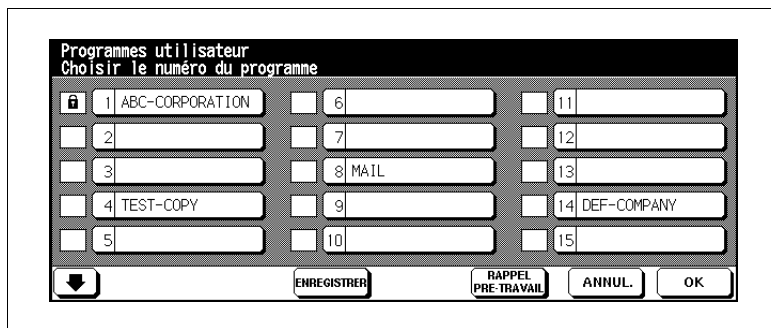 Programmes utilisateur
Choisir le numéro du programme
1 ABC-CORPORATION
6
11
2
7
12
3
8 MAIL
13
4 TEST-COPY
9
14 DEF-COMPANY
5
10
15
ENREGISTRER
RAPPEL
PRE-TRAVAIL
ANNUL.
OK